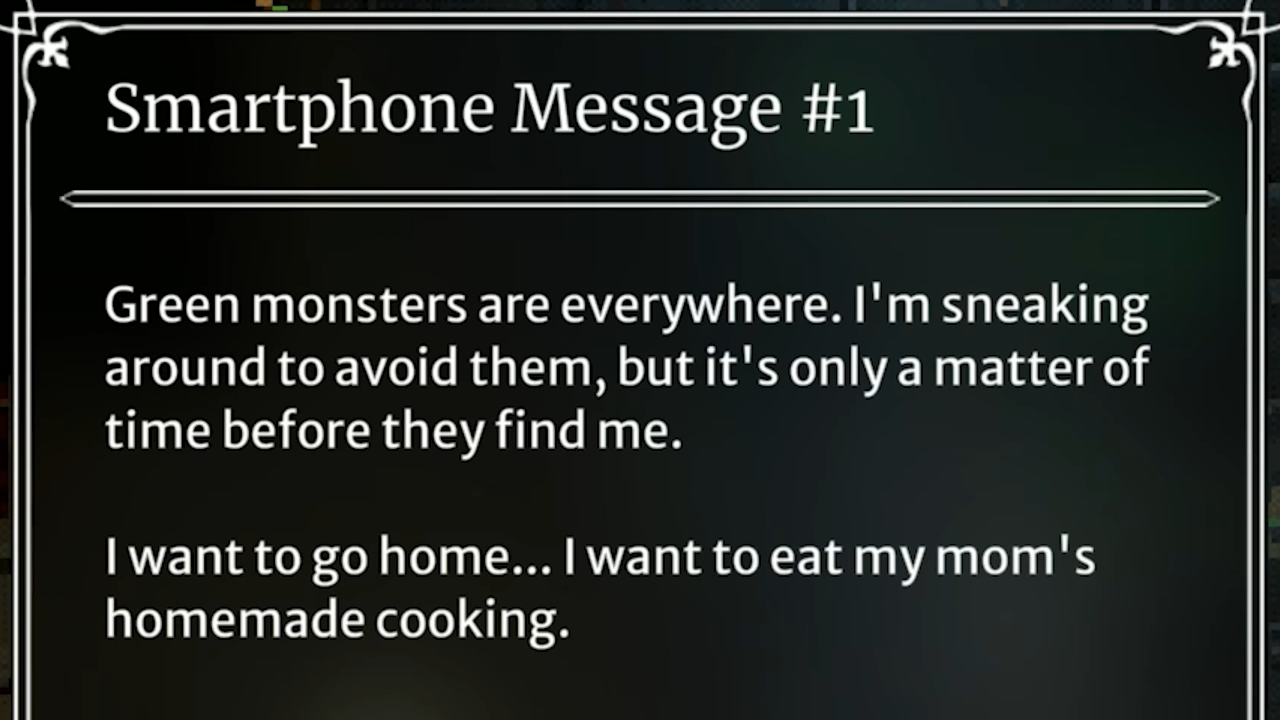 Smartphone Message #1
Green monsters are everywhere. I'm sneaking
around to avoid them, but it's only a matter of
time before they find me.
I want to go home... I want to eat my mom's
homemade cooking.